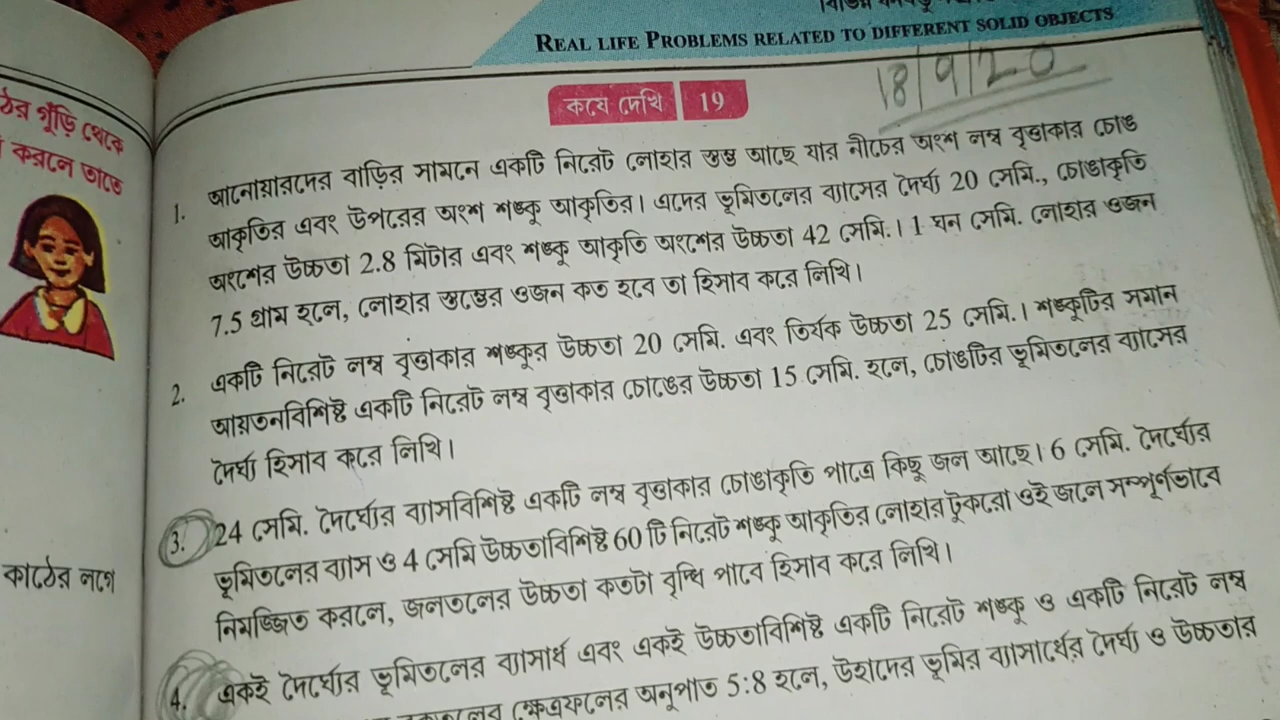 REAL LIFE PROBLEMS RELATED TO DIFFERENT SOLID OBJECTS
18/9/20
কষে দেখি 19
ঠের গুঁড়ি থেকে
করলে তাতে
1. আনোয়ারদের বাড়ির সামনে একটি নিরেট লোহার স্তম্ভ আছে যার নীচের অংশ লম্ব বৃত্তাকার চোঙ
আকৃতির এবং উপরের অংশ শঙ্কু আকৃতির। এদের ভূমিতলের ব্যাসের দৈর্ঘ্য 20 সেমি., চোঙাকৃতি
অংশের উচ্চতা 2.8 মিটার এবং শঙ্কু আকৃতি অংশের উচ্চতা 42 সেমি.। 1 ঘন সেমি. লোহার ওজন
7.5 গ্রাম হলে, লোহার স্তম্ভের ওজন কত হবে তা হিসাব করে লিখি।
2. একটি নিরেট লম্ব বৃত্তাকার শঙ্কুর উচ্চতা 20 সেমি. এবং তির্যক উচ্চতা 25 সেমি.। শঙ্কুটির সমান
আয়তনবিশিষ্ট একটি নিরেট লম্ব বৃত্তাকার চোঙের উচ্চতা 15 সেমি. হলে, চোঙটির ভূমিতলের ব্যাসের
দৈর্ঘ্য হিসাব করে লিখি।
3. 24 সেমি. দৈর্ঘ্যের ব্যাসবিশিষ্ট একটি লম্ব বৃত্তাকার চোঙাকৃতি পাত্রে কিছু জল আছে। 6 সেমি. দৈর্ঘ্যের
ভূমিতলের ব্যাস ও 4 সেমি উচ্চতাবিশিষ্ট 60 টি নিরেট শঙ্কু আকৃতির লোহার টুকরো ওই জলে সম্পূর্ণভাবে
নিমজ্জিত করলে, জলতলের উচ্চতা কতটা বৃদ্ধি পাবে হিসাব করে লিখি।
কাঠের লগে
4. একই দৈর্ঘ্যের ভূমিতলের ব্যাসার্ধ এবং একই উচ্চতাবিশিষ্ট একটি নিরেট শঙ্কু ও একটি নিরেট লম্ব
ক্ষেত্রফলের অনুপাত 5:8 হলে, উহাদের ভূমির ব্যাসার্ধের দৈর্ঘ্য ও উচ্চতার